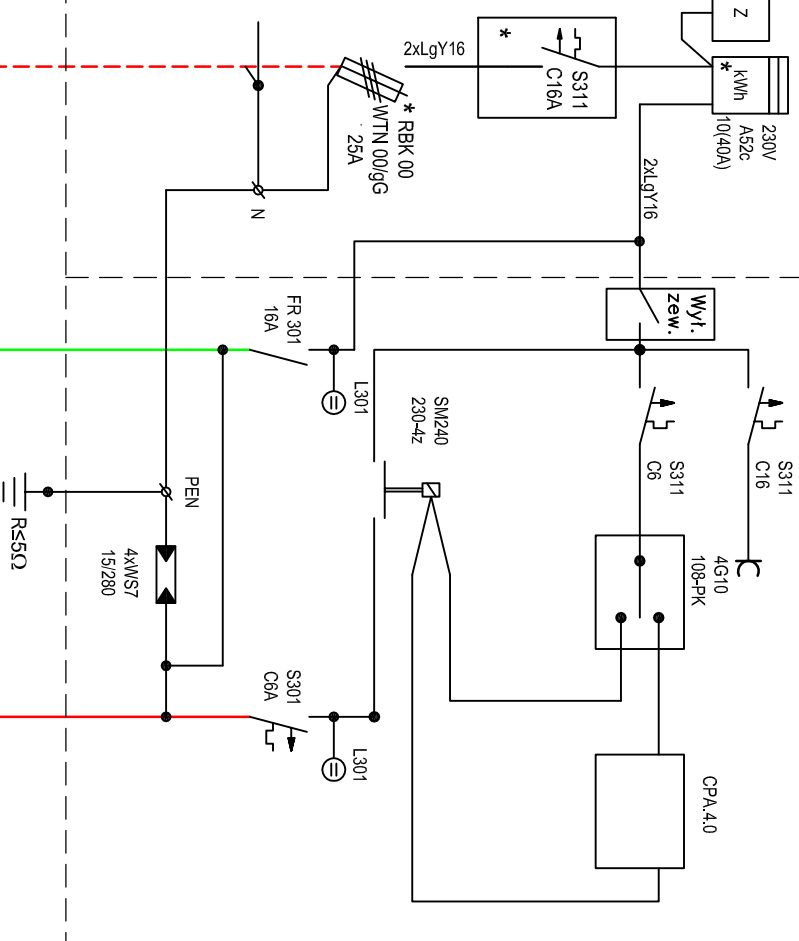 Z
* kWh
230V
A52c
10(40A)
2xLgY16
*
S311
C16A
2xLgY16
* RBK 00
WTN 00/gG
25A
N
Wył.
zew.
FR 301
16A
L301
SM240
230-4z
S311
C6
S311
C16
PEN
R≤5Ω
4xWS7
15/280
4G10
108-PK
S301
C6A
L301
CPA.4.0